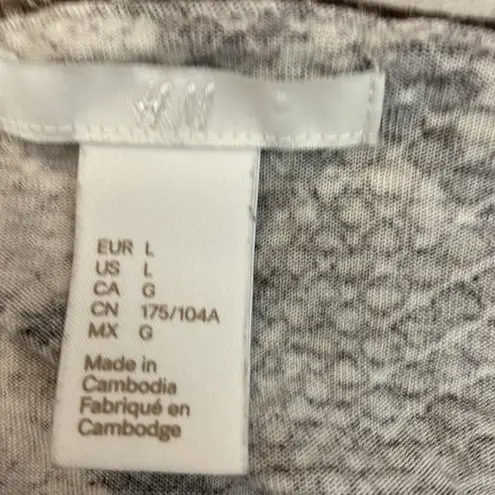 H&M
EUR L
US L
CA G
CN 175/104A
MX G
Made in
Cambodia
Fabriqué en
Cambodge